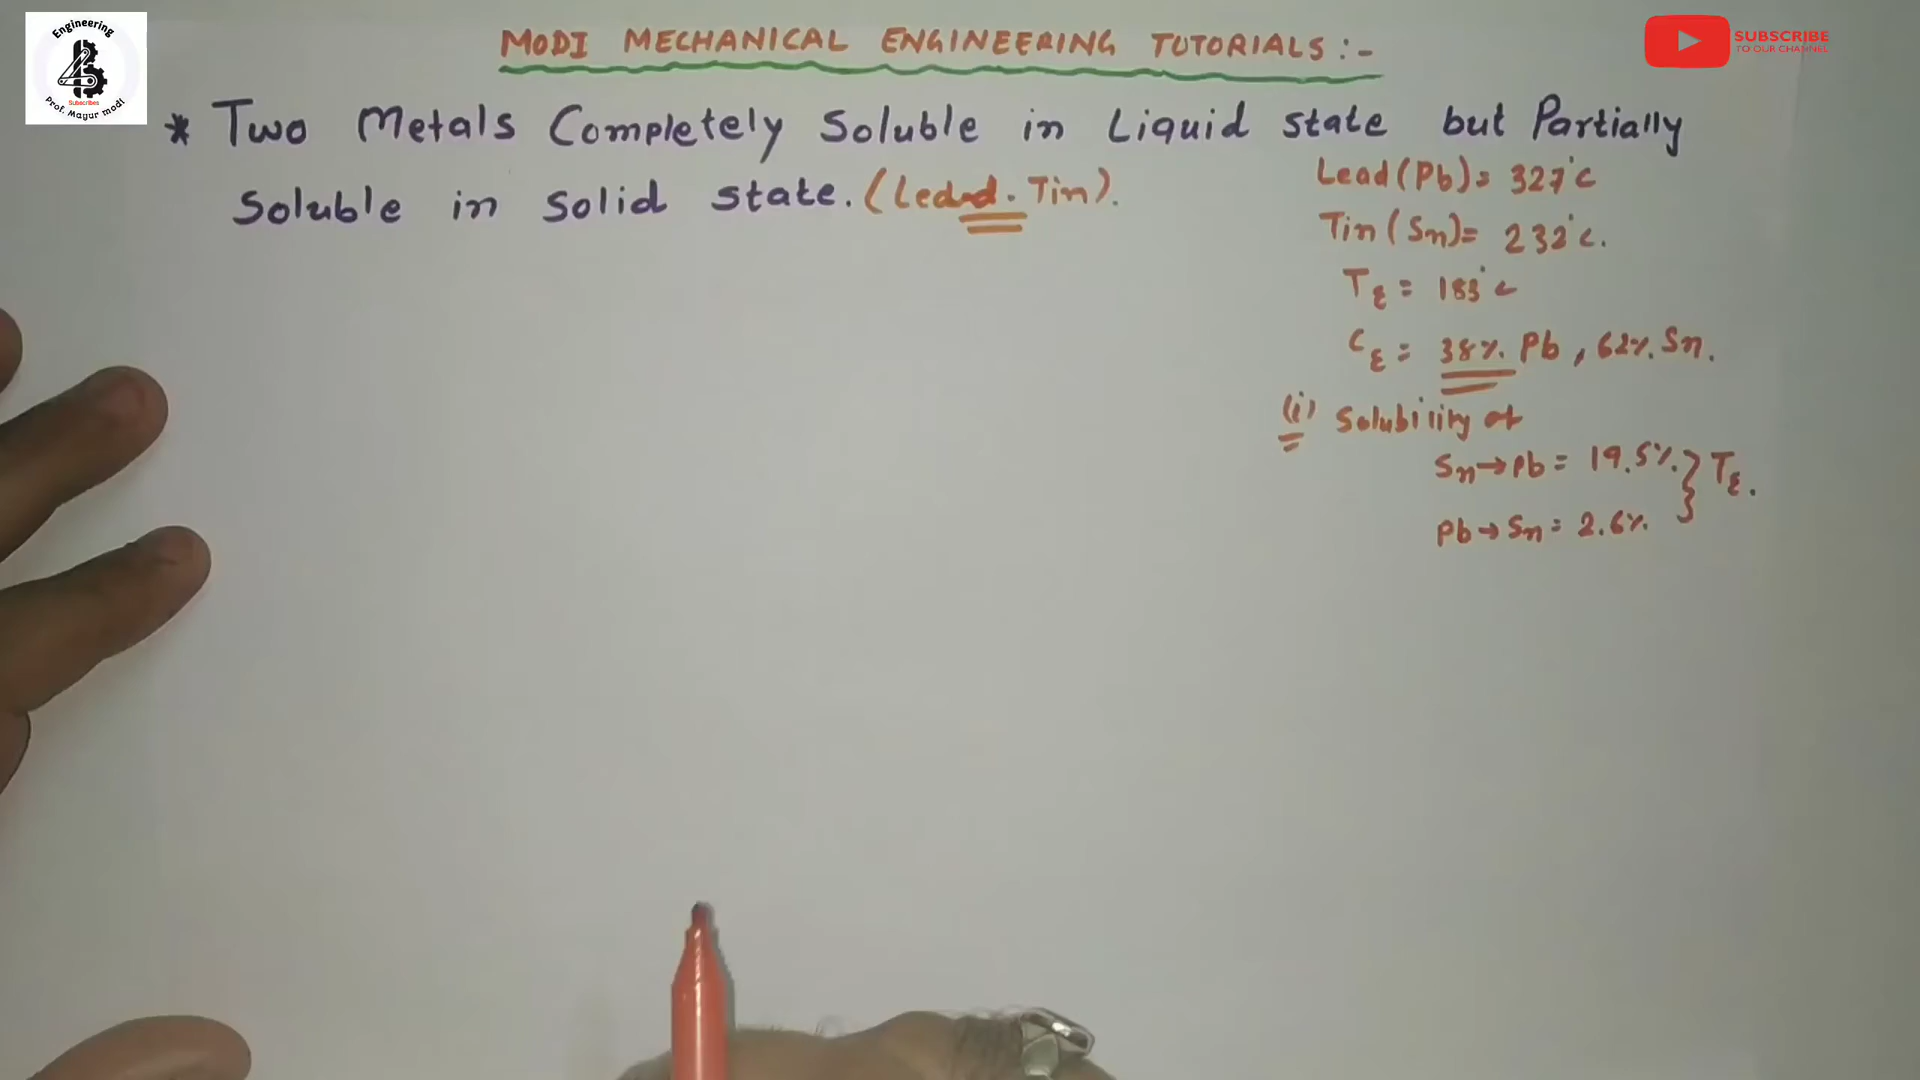 Engineering
Subscribes
Prof. Mayur modi
MODI MECHANICAL ENGINEERING TUTORIALS :-
SUBSCRIBE
TO OUR CHANNEL
* Two Metals Completely Soluble in Liquid state but Partially
Soluble in solid state. (Lead. Tin).
Lead (Pb) = 327°c
Tin (Sn) = 232°c.
TE = 183°c
CE = 38%. Pb, 62%. Sn.
(i) Solubility at
Sn→Pb = 19.5%. } TE.
Pb→Sn = 2.6%.